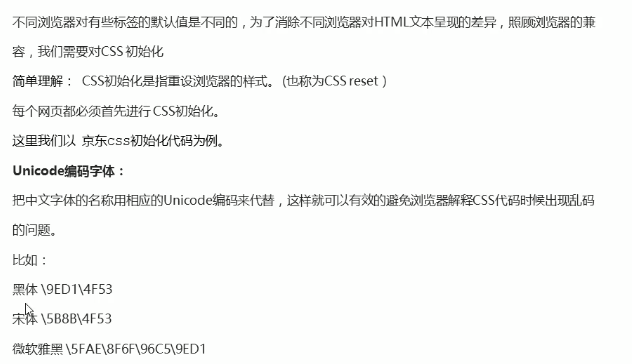 不同浏览器对有些标签的默认值是不同的，为了消除不同浏览器对HTML文本呈现的差异，照顾浏览器的兼
容，我们需要对CSS 初始化
简单理解： CSS初始化是指重设浏览器的样式。 (也称为CSS reset ）
每个网页都必须首先进行 CSS初始化。
这里我们以 京东css初始化代码为例。
Unicode编码字体：
把中文字体的名称用相应的Unicode编码来代替，这样就可以有效的避免浏览器解释CSS代码时候出现乱码
的问题。
比如：
黑体 \9ED1\4F53
宋体 \5B8B\4F53
微软雅黑 \5FAE\8F6F\96C5\9ED1